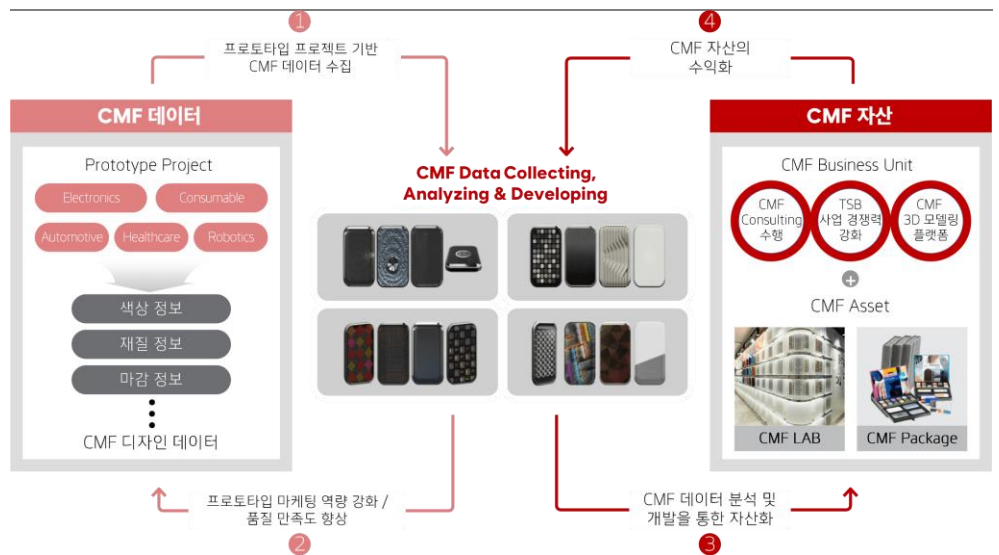 1
프로토타입 프로젝트 기반
CMF 데이터 수집
4
CMF 자산의
수익화
CMF 데이터
Prototype Project
Electronics
Consumable
Automotive
Healthcare
Robotics
색상 정보
재질 정보
마감 정보
CMF 디자인 데이터
CMF Data Collecting,
Analyzing & Developing
CMF 자산
CMF Business Unit
CMF
Consulting
수행
TSB
사업 경쟁력
강화
CMF
3D 모델링
플랫폼
+
CMF Asset
CMF LAB
CMF Package
프로토타입 마케팅 역량 강화 /
품질 만족도 향상
2
CMF 데이터 분석 및
개발을 통한 자산화
3